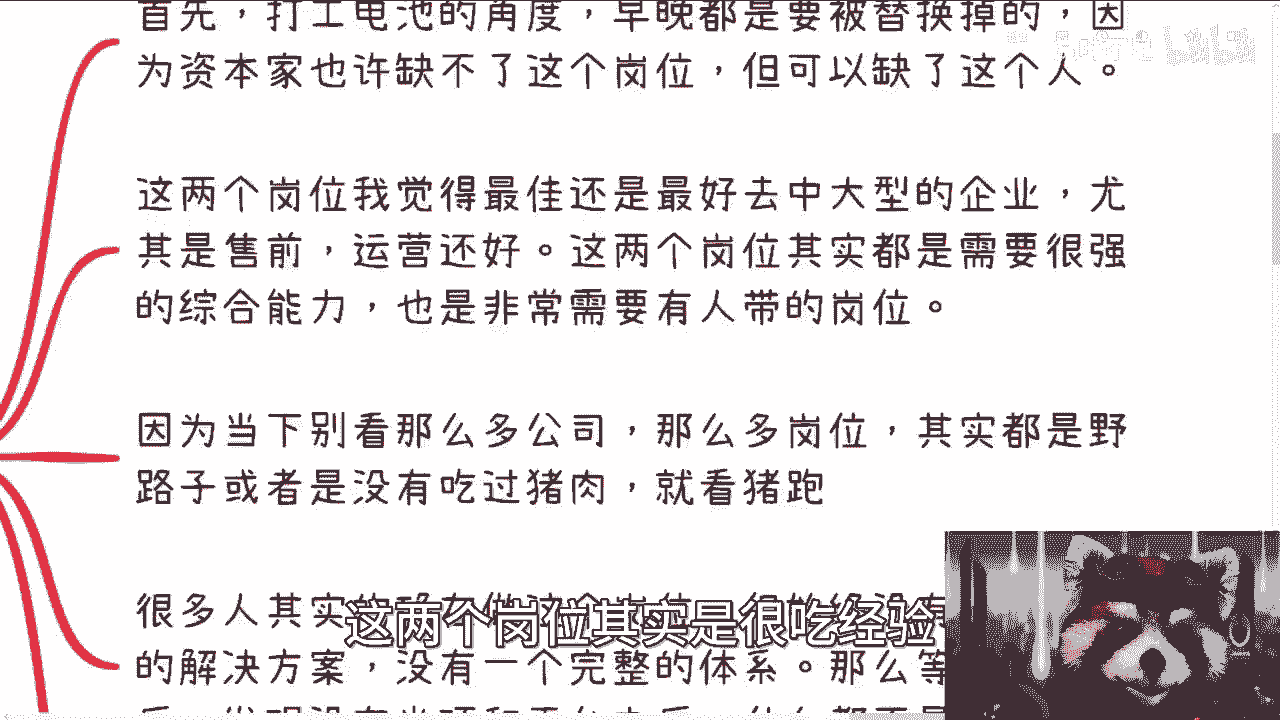 首先，打工电池的角度，早晚都是要被替换掉的，因
为资本家也许缺不了这个岗位，但可以缺了这个人。
这两个岗位我觉得最佳还是最好去中大型的企业，尤
其是售前，运营还好。这两个岗位其实都是需要很强
的综合能力，也是非常需要有人带的岗位。
因为当下别看那么多公司，那么多岗位，其实都是野
路子或者是没有吃过猪肉，就看猪跑
很多人其实
这两个岗位其实是很吃经验
的解决方案，没有一个完整的体系。那么等